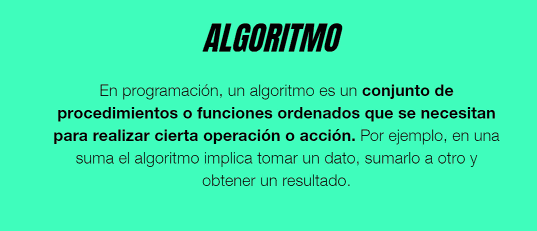 ALGORITMO
En programación, un algoritmo es un conjunto de
procedimientos o funciones ordenados que se necesitan
para realizar cierta operación o acción. Por ejemplo, en una
suma el algoritmo implica tomar un dato, sumarlo a otro y
obtener un resultado.